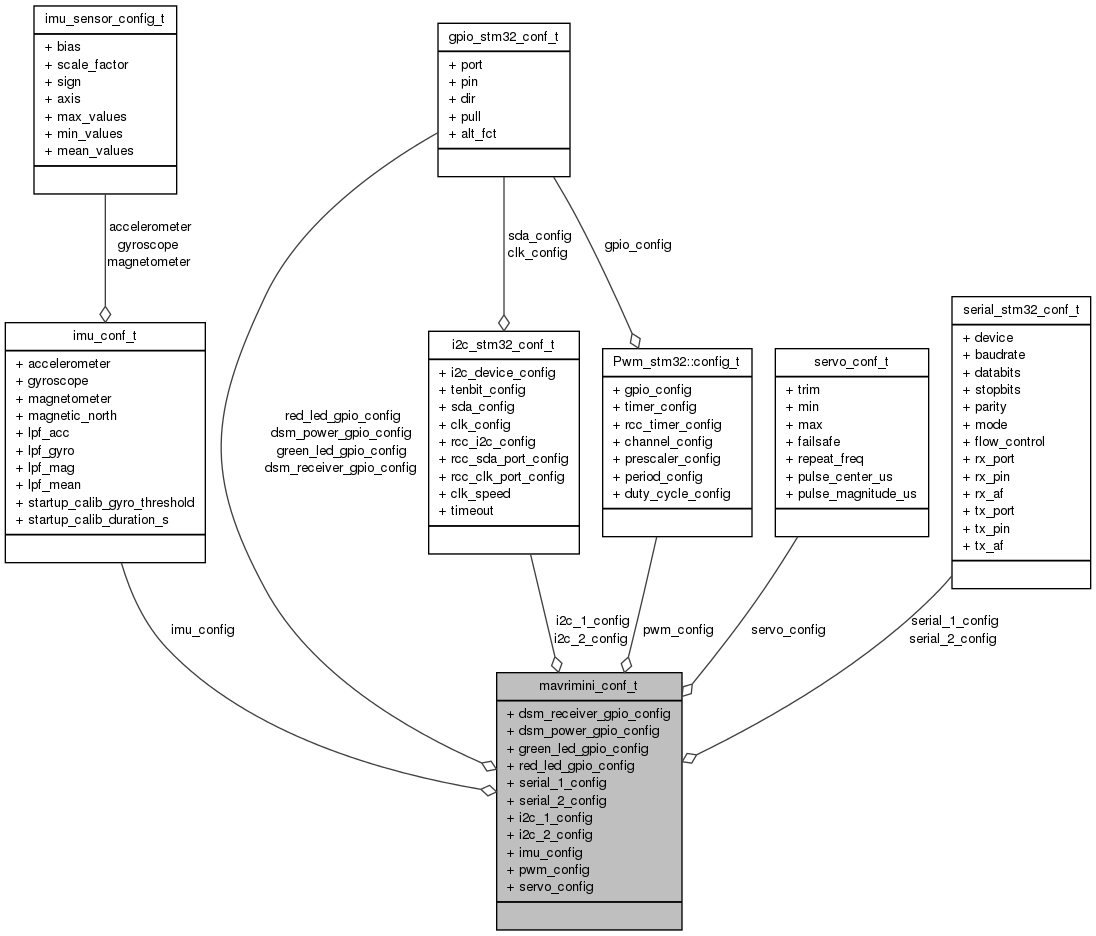 imu_sensor_config_t
+ bias
+ scale_factor
+ sign
+ axis
+ max_values
+ min_values
+ mean_values
gpio_stm32_conf_t
+ port
+ pin
+ dir
+ pull
+ alt_fct
accelerometer
gyroscope
magnetometer
sda_config
clk_config
gpio_config
imu_conf_t
+ accelerometer
+ gyroscope
+ magnetometer
+ magnetic_north
+ lpf_acc
+ lpf_gyro
+ lpf_mag
+ lpf_mean
+ startup_calib_gyro_threshold
+ startup_calib_duration_s
red_led_gpio_config
dsm_power_gpio_config
green_led_gpio_config
dsm_receiver_gpio_config
i2c_stm32_conf_t
+ i2c_device_config
+ tenbit_config
+ sda_config
+ clk_config
+ rcc_i2c_config
+ rcc_sda_port_config
+ rcc_clk_port_config
+ clk_speed
+ timeout
Pwm_stm32::config_t
+ gpio_config
+ timer_config
+ rcc_timer_config
+ channel_config
+ prescaler_config
+ period_config
+ duty_cycle_config
servo_conf_t
+ trim
+ min
+ max
+ failsafe
+ repeat_freq
+ pulse_center_us
+ pulse_magnitude_us
serial_stm32_conf_t
+ device
+ baudrate
+ databits
+ stopbits
+ parity
+ mode
+ flow_control
+ rx_port
+ rx_pin
+ rx_af
+ tx_port
+ tx_pin
+ tx_af
imu_config
i2c_1_config
i2c_2_config
pwm_config
servo_config
serial_1_config
serial_2_config
mavrimini_conf_t
+ dsm_receiver_gpio_config
+ dsm_power_gpio_config
+ green_led_gpio_config
+ red_led_gpio_config
+ serial_1_config
+ serial_2_config
+ i2c_1_config
+ i2c_2_config
+ imu_config
+ pwm_config
+ servo_config